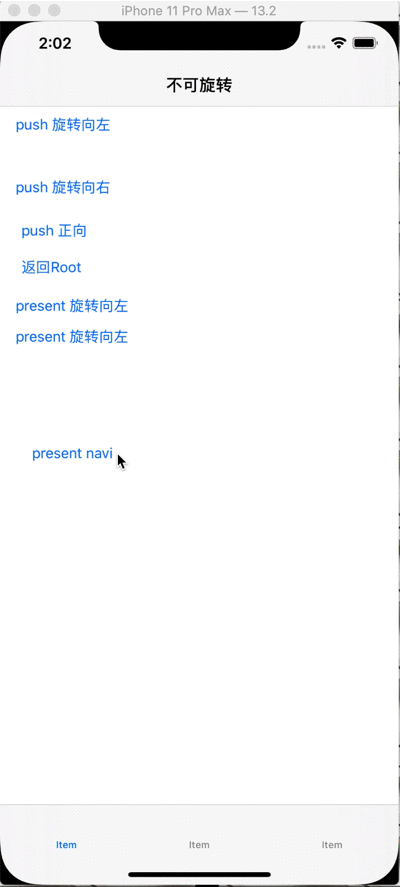 iPhone 11 Pro Max — 13.2
2:02
不可旋转
push 旋转向左
push 旋转向右
push 正向
返回Root
present 旋转向左
present 旋转向左
present navi
Item Item Item